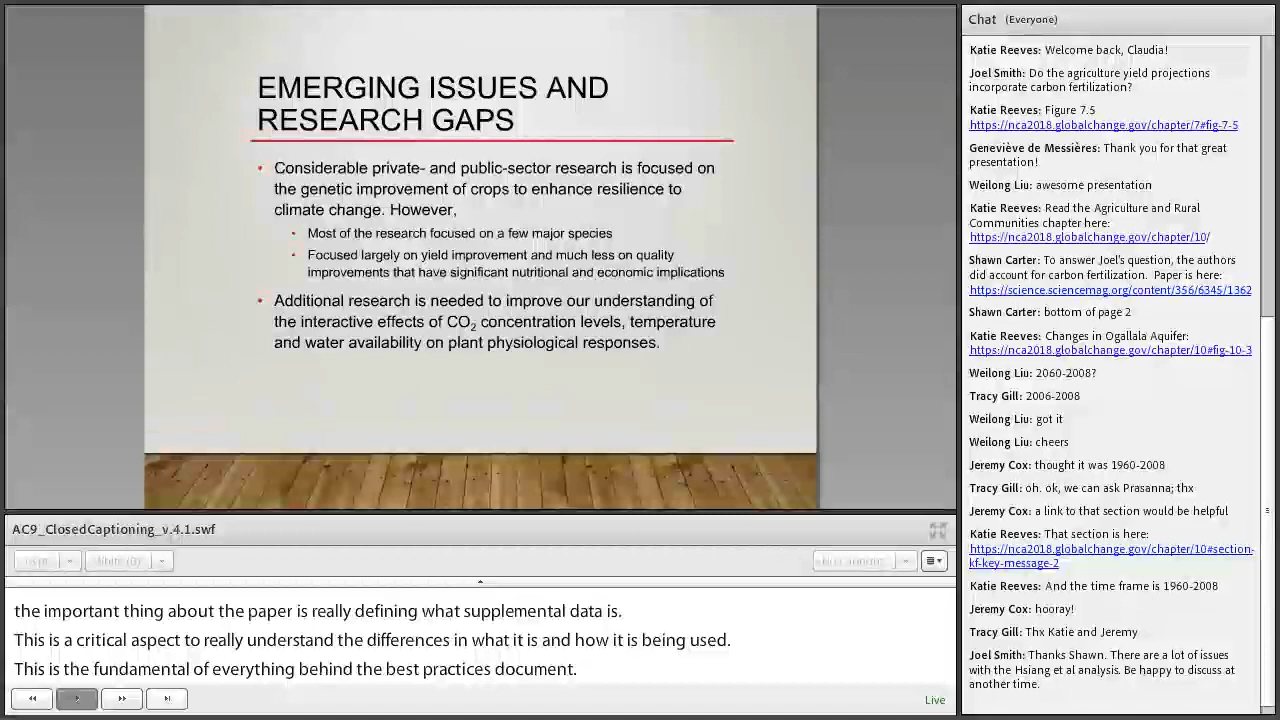 EMERGING ISSUES AND
RESEARCH GAPS
• Considerable private- and public-sector research is focused on
the genetic improvement of crops to enhance resilience to
climate change. However,
• Most of the research focused on a few major species
• Focused largely on yield improvement and much less on quality
improvements that have significant nutritional and economic implications
• Additional research is needed to improve our understanding of
the interactive effects of CO₂ concentration levels, temperature
and water availability on plant physiological responses.
AC9_ClosedCaptioning_v.4.1.swf
the important thing about the paper is really defining what supplemental data is.
This is a critical aspect to really understand the differences in what it is and how it is being used.
This is the fundamental of everything behind the best practices document.
Live
Chat (Everyone)
Katie Reeves: Welcome back, Claudia!
Joel Smith: Do the agriculture yield projections
incorporate carbon fertilization?
Katie Reeves: Figure 7.5
https://nca2018.globalchange.gov/chapter/7#fig-7-5
Geneviève de Messières: Thank you for that great
presentation!
Weilong Liu: awesome presentation
Katie Reeves: Read the Agriculture and Rural
Communities chapter here:
https://nca2018.globalchange.gov/chapter/10/
Shawn Carter: To answer Joel's question, the authors
did account for carbon fertilization. Paper is here:
https://science.sciencemag.org/content/356/6345/1362
Shawn Carter: bottom of page 2
Katie Reeves: Changes in Ogallala Aquifer:
https://nca2018.globalchange.gov/chapter/10#fig-10-3
Weilong Liu: 2060-2008?
Tracy Gill: 2006-2008
Weilong Liu: got it
Weilong Liu: cheers
Jeremy Cox: thought it was 1960-2008
Tracy Gill: oh. ok, we can ask Prasanna; thx
Jeremy Cox: a link to that section would be helpful
Katie Reeves: That section is here:
https://nca2018.globalchange.gov/chapter/10#section-
kf-key-message-2
Katie Reeves: And the time frame is 1960-2008
Jeremy Cox: hooray!
Tracy Gill: Thx Katie and Jeremy
Joel Smith: Thanks Shawn. There are a lot of issues
with the Hsiang et al analysis. Be happy to discuss at
another time.